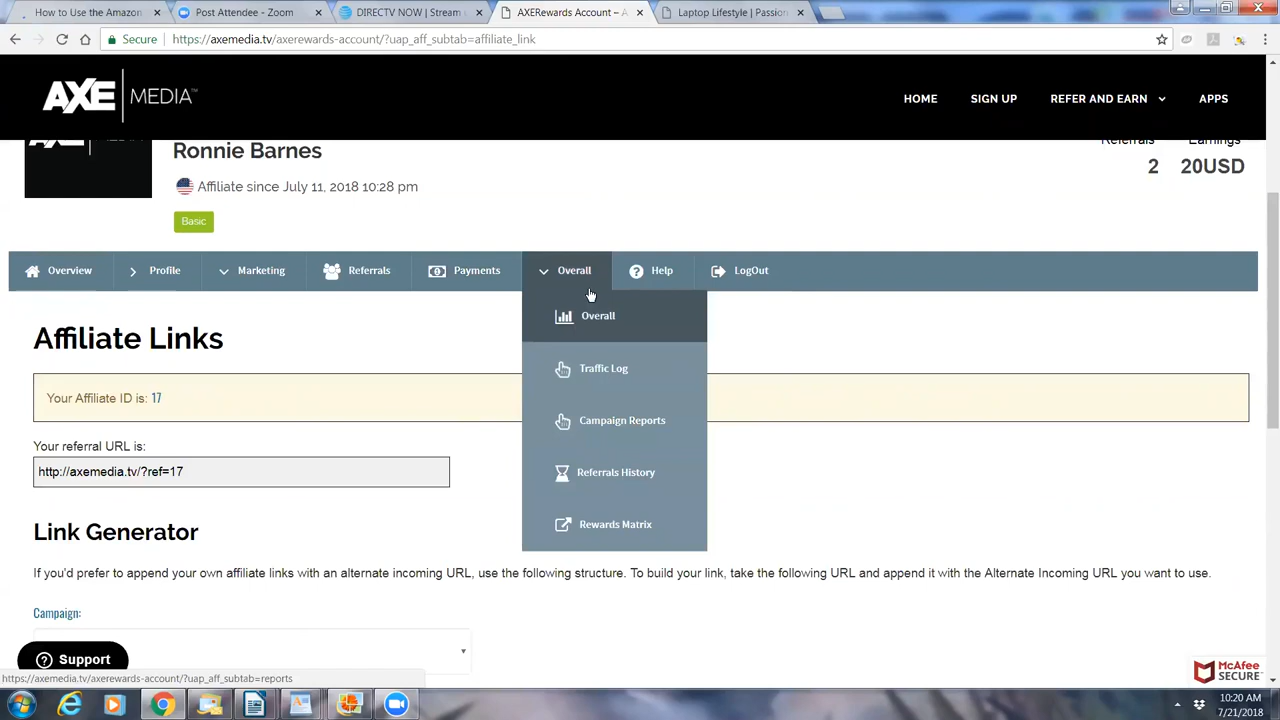 How to Use the Amazon
Post Attendee - Zoom
DIRECTV NOW | Stream
AXERewards Account – A
Laptop Lifestyle | Passion
Secure
https://axemedia.tv/axerewards-account/?uap_aff_subtab=affiliate_link
AXE MEDIA™
HOME
SIGN UP
REFER AND EARN
APPS
Referrals
Earnings
Ronnie Barnes
2
20USD
Affiliate since July 11, 2018 10:28 pm
Basic
Overview
Profile
Marketing
Referrals
Payments
Overall
Help
LogOut
Overall
Traffic Log
Campaign Reports
Referrals History
Rewards Matrix
Affiliate Links
Your Affiliate ID is: 17
Your referral URL is:
http://axemedia.tv/?ref=17
Link Generator
If you'd prefer to append your own affiliate links with an alternate incoming URL, use the following structure. To build your link, take the following URL and append it with the Alternate Incoming URL you want to use.
Campaign:
Support
https://axemedia.tv/axerewards-account/?uap_aff_subtab=reports
McAfee
SECURE™
10:20 AM
7/21/2018